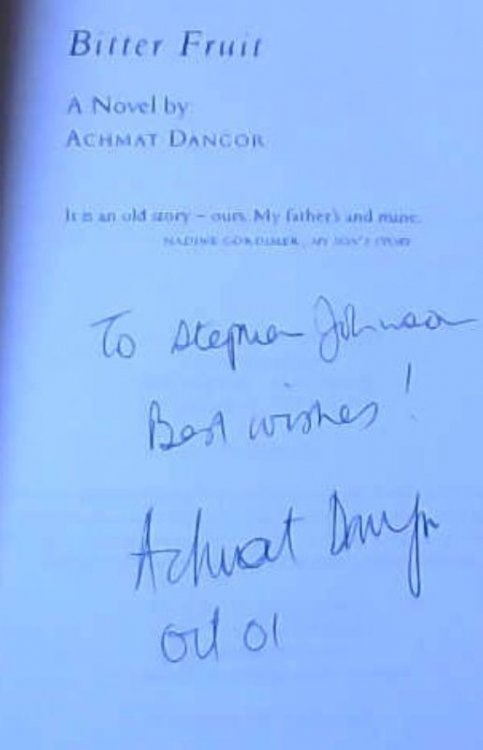 Bitter Fruit
A Novel by
ACHMAT DANGOR
It is an old story – ours. My father's and mine.
NADINE GORDIMER, MY SON'S STORY
To Stephen Johnson
Best wishes!
Achmat Dangor
Oct 01